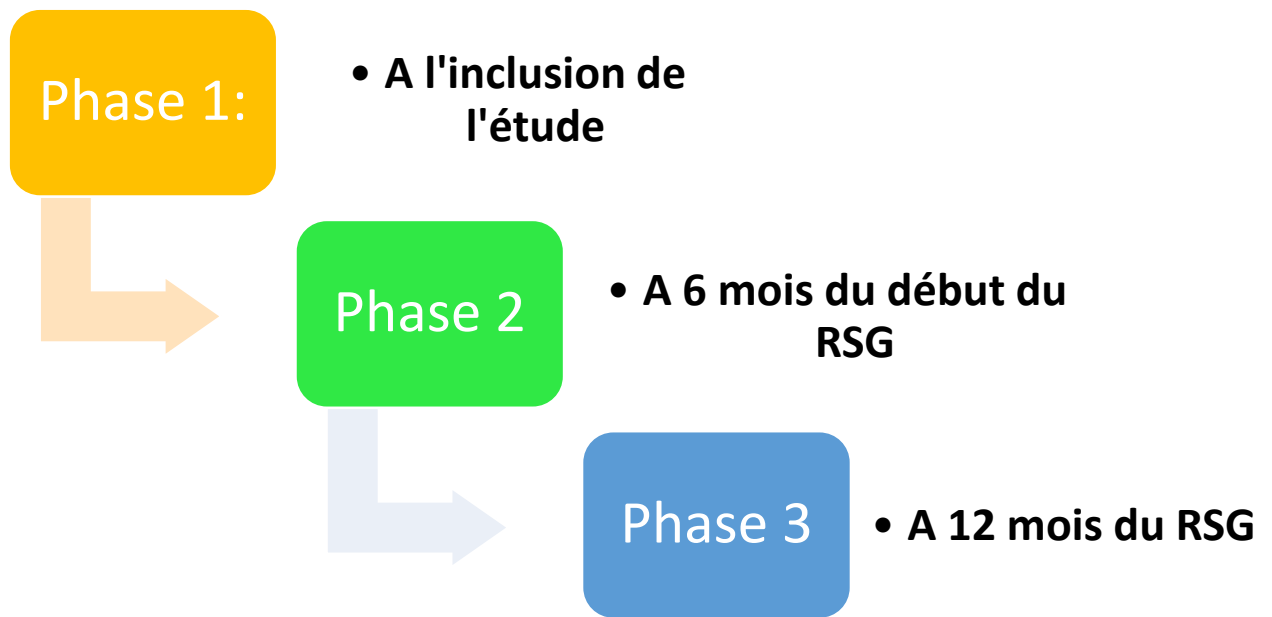 Phase 1:
• A l'inclusion de
l'étude
Phase 2
• A 6 mois du début du
RSG
Phase 3
• A 12 mois du RSG